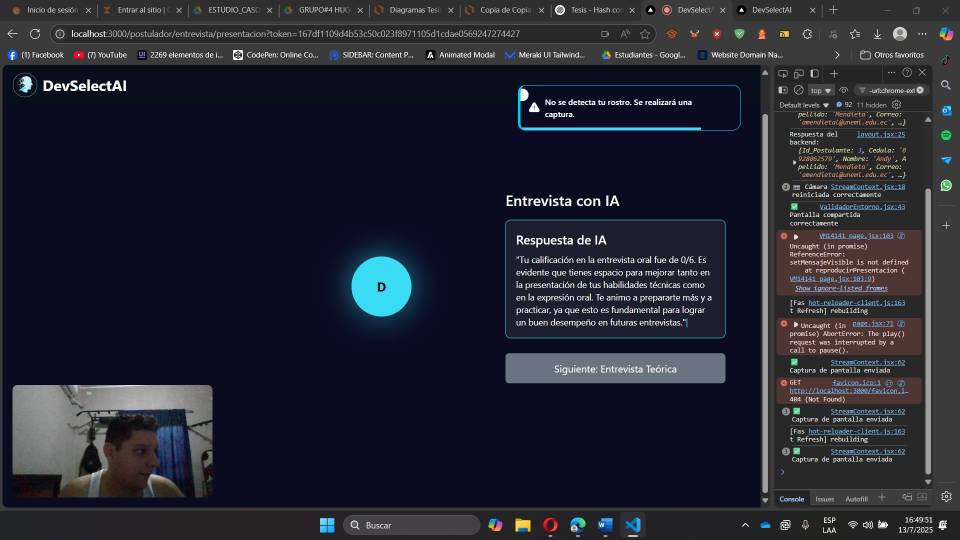 Inicio de sesión
Entrar al sitio | C
ESTUDIO_CASO
GRUPO#4 HUG
Diagramas Tesi
Copia de Copia
Tesis - Hash co
DevSelectAI
DevSelectAI
localhost:3000/postulador/entrevista/presentacion?token=167df1109d4b53c50c023f8971105d1cdae0569247274427
(1) Facebook
(7) YouTube
2269 elementos de i...
CodePen: Online Co...
SIDEBAR: Content P...
Animated Modal
Meraki UI Tailwind...
Estudiantes - Googl...
Website Domain Na...
Otros favoritos
DevSelectAI
No se detecta tu rostro. Se realizará una
captura.
Entrevista con IA
Respuesta de IA
"Tu calificación en la entrevista oral fue de 0/6. Es
evidente que tienes espacio para mejorar tanto en
la presentación de tus habilidades técnicas como
en la expresión oral. Te animo a prepararte más y a
practicar, ya que esto es fundamental para lograr
un buen desempeño en futuras entrevistas."|
Siguiente: Entrevista Teórica
D
top
-url:chrome-ext
Default levels
92
11 hidden
pellido: 'Mendieta', Correo:
'amendietai@unemi.edu.ec', …}
Respuesta del layout.jsx:25
backend:
{Id_Postulante: 3, Cedula: '0
928062579', Nombre: 'Andy', A
pellido: 'Mendieta', Correo:
'amendietai@unemi.edu.ec', …}
Cámara StreamContext.jsx:18
reiniciada correctamente
ValidadorEntorno.jsx:43
Pantalla compartida
correctamente
VM14141 page.jsx:103
Uncaught (in promise)
ReferenceError:
setMensajeVisible is not defined
at reproducirPresentacion (
VM14141 page.jsx:103:9)
Show ignore-listed frames
[Fas hot-reloader-client.js:163
t Refresh] rebuilding
Uncaught (in page.jsx:71
promise) AbortError: The play()
request was interrupted by a
call to pause().
StreamContext.jsx:62
Captura de pantalla enviada
GET favicon.ico:1
http://localhost:3000/favicon.i…
404 (Not Found)
StreamContext.jsx:62
Captura de pantalla enviada
[Fas hot-reloader-client.js:163
t Refresh] rebuilding
StreamContext.jsx:62
Captura de pantalla enviada
Console
Issues
Autofill
Buscar
ESP
LAA
16:49:51
13/7/2025